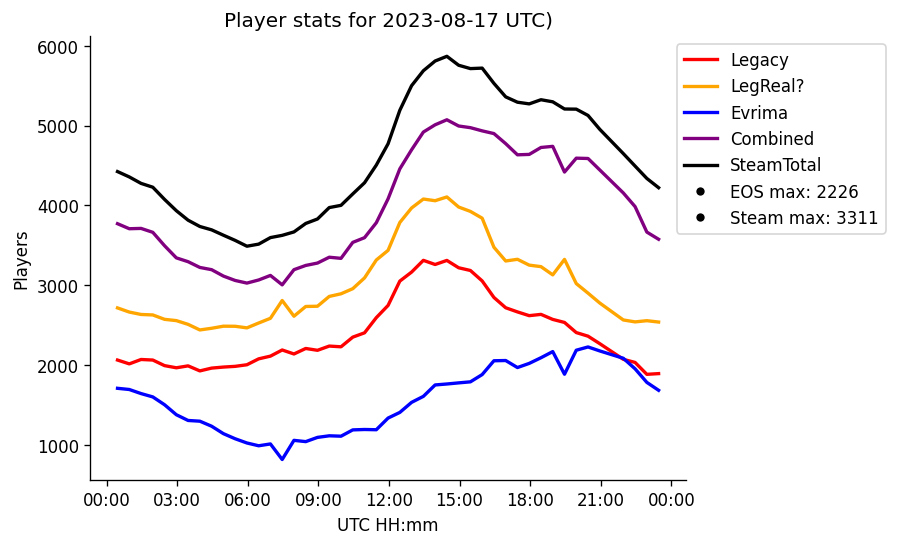 Player stats for 2023-08-17 UTC)
6000
5000
4000
3000
2000
1000
Players
00:00 03:00 06:00 09:00 12:00 15:00 18:00 21:00 00:00
UTC HH:mm
Legacy
LegReal?
Evrima
Combined
SteamTotal
EOS max: 2226
Steam max: 3311